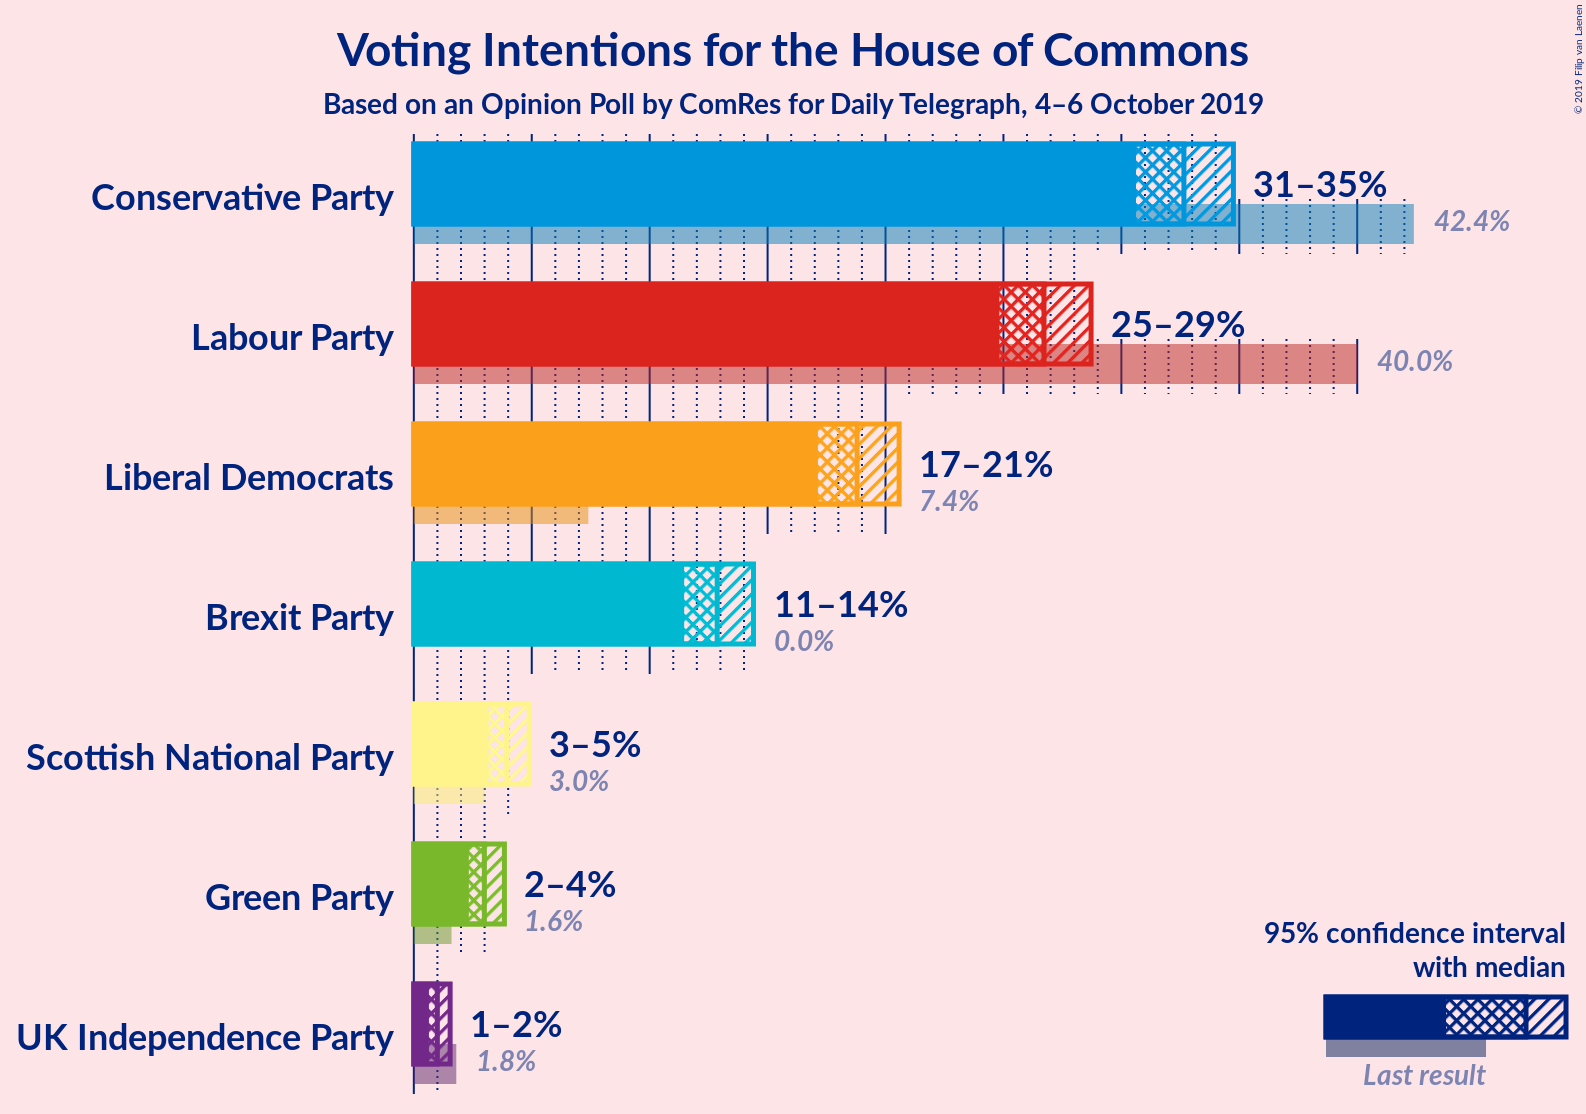 Voting Intentions for the House of Commons
Based on an Opinion Poll by ComRes for Daily Telegraph, 4–6 October 2019
© 2019 Filip van Laenen
Conservative Party
31–35%
42.4%
Labour Party
25–29%
40.0%
Liberal Democrats
17–21%
7.4%
Brexit Party
11–14%
0.0%
Scottish National Party
3–5%
3.0%
Green Party
2–4%
1.6%
UK Independence Party
1–2%
1.8%
95% confidence interval
with median
Last result